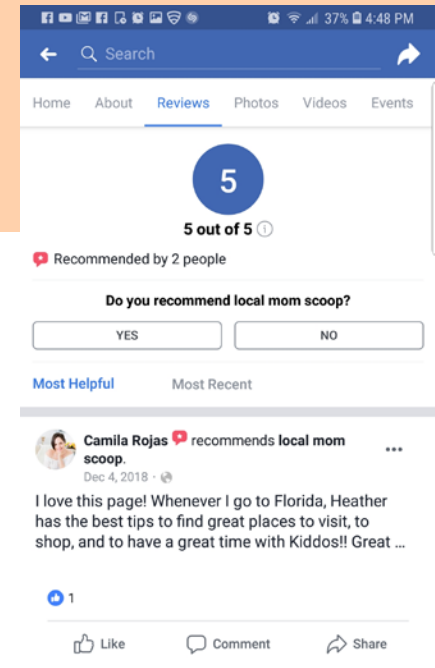 37% 4:48 PM
Search
Home About Reviews Photos Videos Events
5
5 out of 5
Recommended by 2 people
Do you recommend local mom scoop?
YES NO
Most Helpful Most Recent
Camila Rojas recommends local mom
scoop.
Dec 4, 2018 ·
I love this page! Whenever I go to Florida, Heather
has the best tips to find great places to visit, to
shop, and to have a great time with Kiddos!! Great ...
1
Like Comment Share